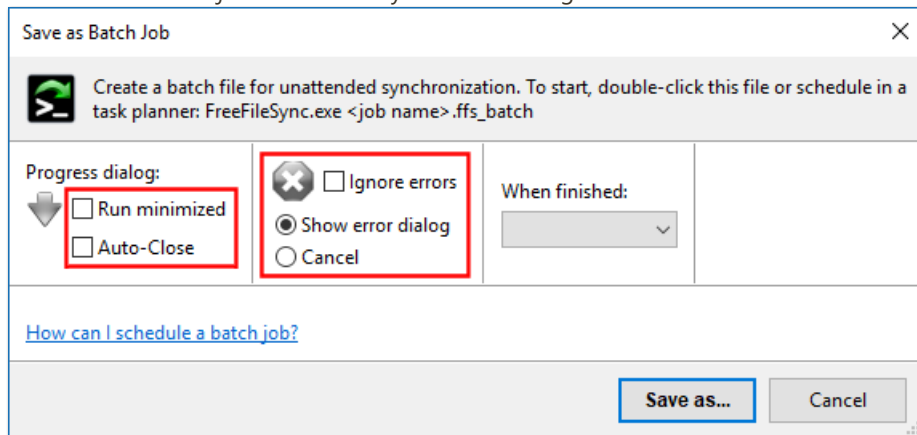 Save as Batch Job
Create a batch file for unattended synchronization. To start, double-click this file or schedule in a
task planner: FreeFileSync.exe <job name>.ffs_batch
Progress dialog:
Run minimized
Auto-Close
Ignore errors
Show error dialog
Cancel
When finished:
How can I schedule a batch job?
Save as...
Cancel